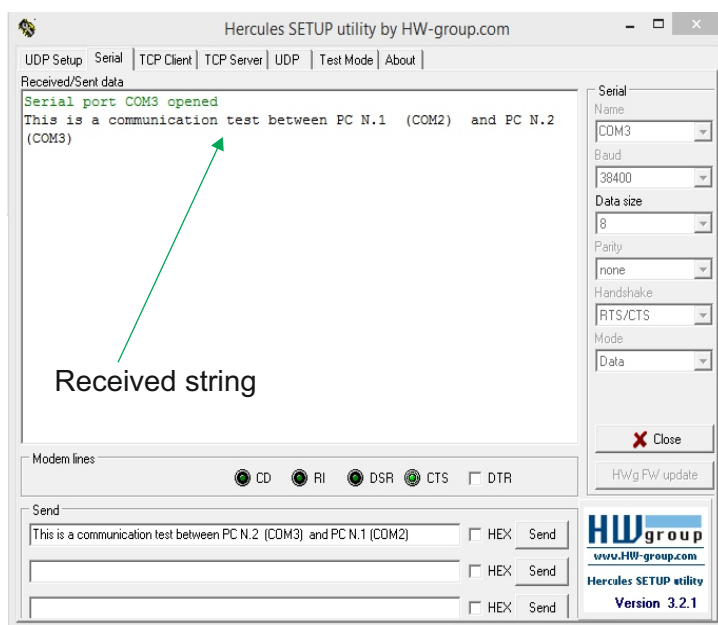 Hercules SETUP utility by HW-group.com
UDP Setup Serial TCP Client TCP Server UDP Test Mode About
Received/Sent data
Serial port COM3 opened
This is a communication test between PC N.1 (COM2) and PC N.2
(COM3)
Received string
Serial
Name
COM3
Baud
38400
Data size
8
Parity
none
Handshake
RTS/CTS
Mode
Data
Close
HWg FW update
Modem lines
CD RI DSR CTS DTR
Send
This is a communication test between PC N.2 (COM3) and PC N.1 (COM2) HEX Send
HEX Send
HEX Send
HWgroup
www.HW-group.com
Hercules SETUP utility
Version 3.2.1